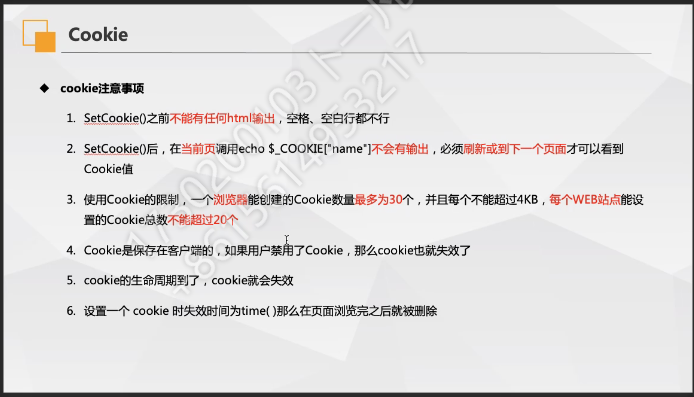 Cookie
◆ cookie注意事项
1. SetCookie()之前不能有任何html输出，空格、空白行都不行
2. SetCookie()后，在当前页调用echo $_COOKIE["name"]不会有输出，必须刷新或到下一个页面才可以看到
Cookie值
3. 使用Cookie的限制，一个浏览器能创建的Cookie数量最多为30个，并且每个不能超过4KB，每个WEB站点能设
置的Cookie总数不能超过20个
4. Cookie是保存在客户端的，如果用户禁用了Cookie，那么cookie也就失效了
5. cookie的生命周期到了，cookie就会失效
6. 设置一个 cookie 时失效时间为time( )那么在页面浏览完之后就被删除